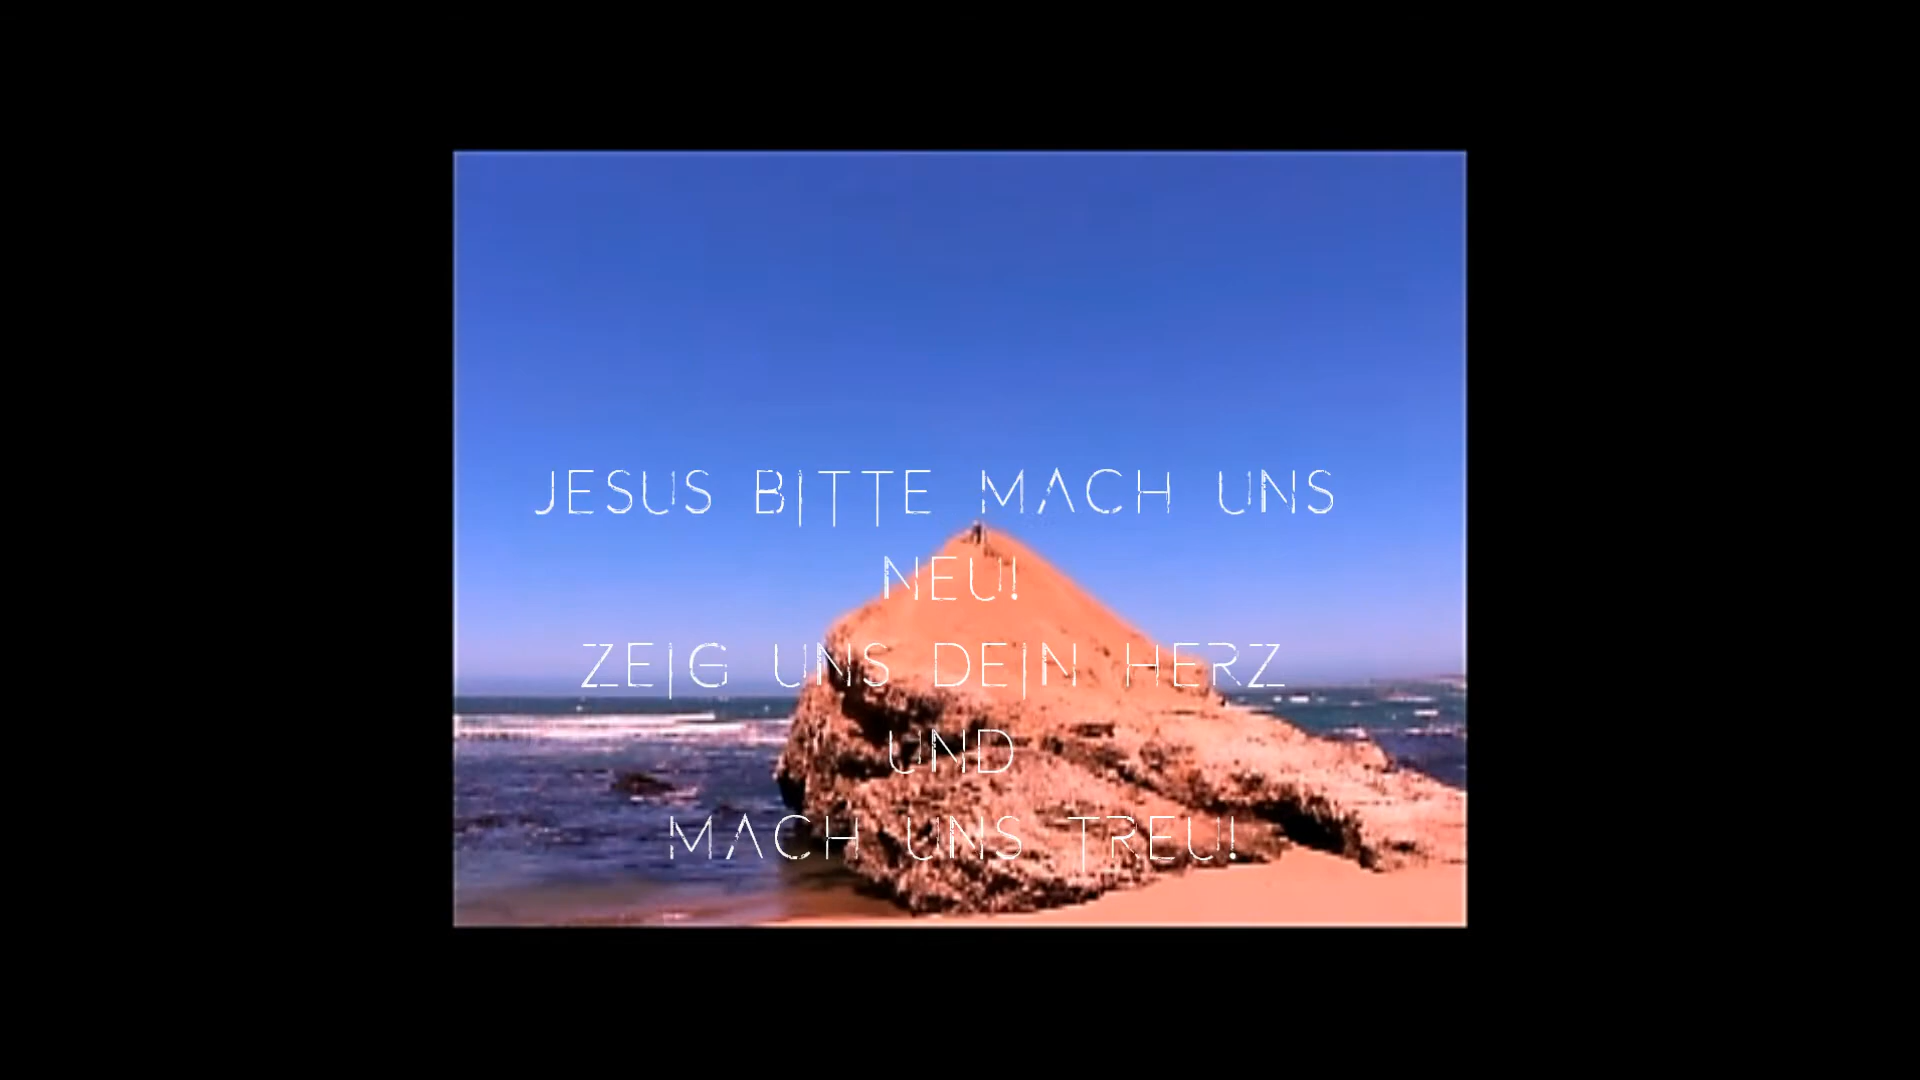 JESUS BITTE MACH UNS
NEU!
ZEIG UNS DEIN HERZ
UND
MACH UNS TREU!